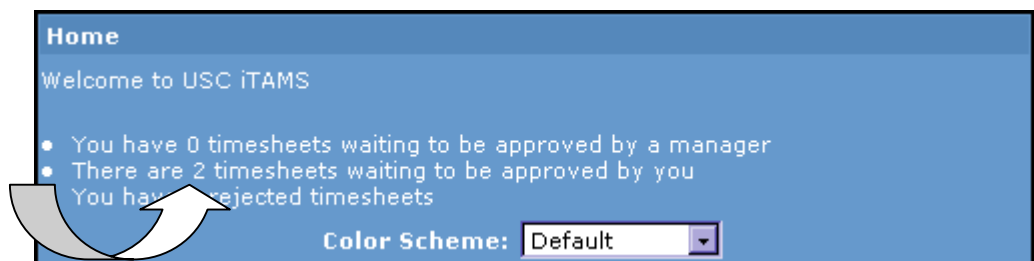 Home
Welcome to USC iTAMS
• You have 0 timesheets waiting to be approved by a manager
• There are 2 timesheets waiting to be approved by you
You rejected timesheets
Color Scheme: Default